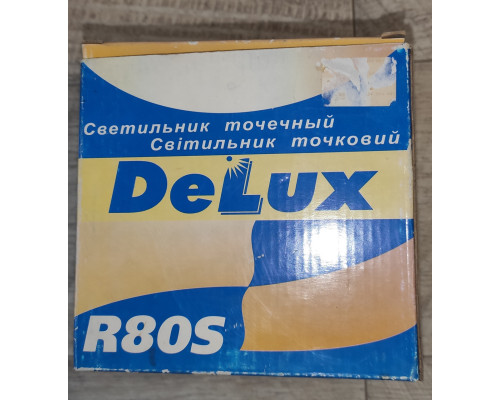 Светильник точечный
Світильник точковий
DeLux
R80S